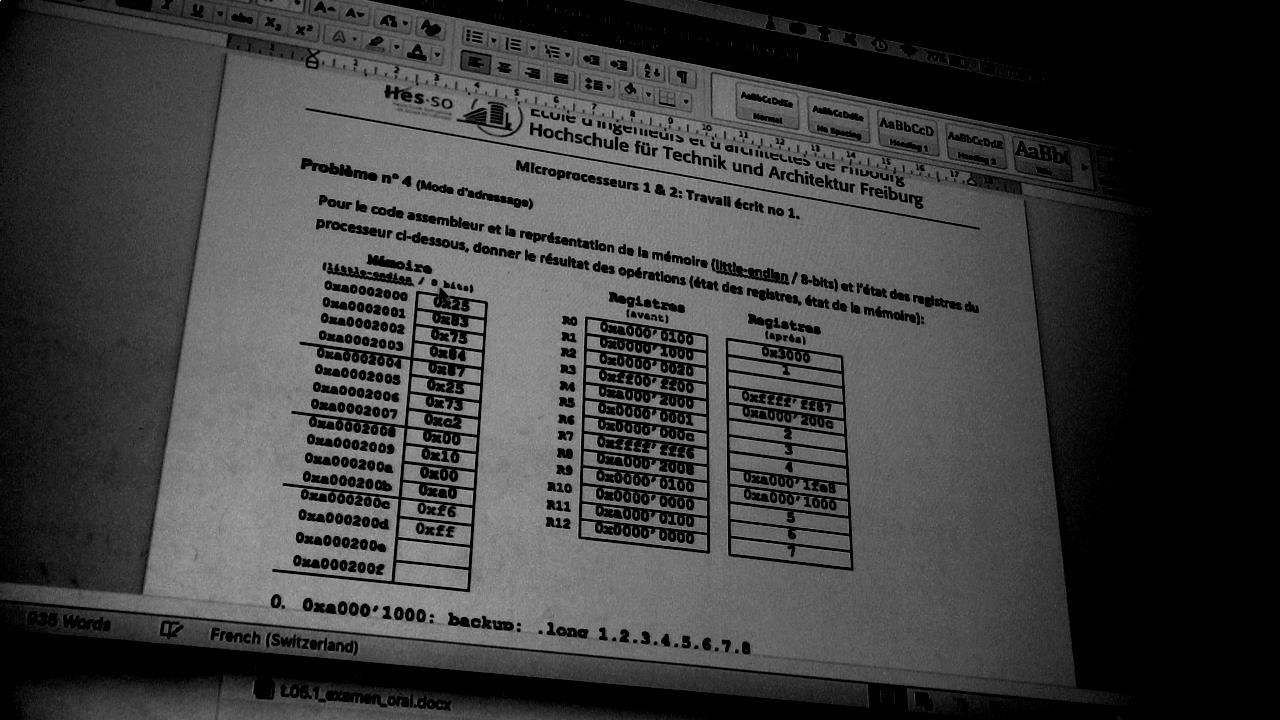 abc X₂ X²
AaBbCcDdEe
Normal
AaBbCcDdEe
No Spacing
AaBbCcD
Heading 1
AaBbCcDdE
Heading 2
AaBb(
Title
Hes·so
Ecole d'ingénieurs et d'architectes de Fribourg
Hochschule für Technik und Architektur Freiburg
Microprocesseurs 1 & 2: Travail écrit no 1.
Problème n° 4 (Mode d'adressage)
Pour le code assembleur et la représentation de la mémoire (little-endian / 8-bits) et l'état des registres du
processeur ci-dessous, donner le résultat des opérations (état des registres, état de la mémoire):
Mémoire
(little-endian / 8 bits)
0xa0002000 0x25
0xa0002001 0x83
0xa0002002 0x75
0xa0002003 0x84
0xa0002004 0x87
0xa0002005 0x25
0xa0002006 0x73
0xa0002007 0xc2
0xa0002008 0x00
0xa0002009 0x10
0xa000200a 0x00
0xa000200b 0xa0
0xa000200c 0xf6
0xa000200d 0xff
0xa000200e
0xa000200f
Registres
(avant)
R0 0xa000'0100
R1 0x0000'1000
R2 0x0000'0020
R3 0xff00'ff00
R4 0xa000'2000
R5 0x0000'0001
R6 0x0000'000c
R7 0xffff'fff6
R8 0xa000'2008
R9 0x0000'0100
R10 0x0000'0000
R11 0xa000'0100
R12 0x0000'0000
Registres
(après)
0x3000
1
0xffff'ff87
0xa000'200c
2
3
4
0xa000'1fa8
0xa000'1000
5
6
7
0. 0xa000'1000: backup: .long 1,2,3,4,5,6,7,8
935 Words
French (Switzerland)
t.05.1_examen_oral.docx